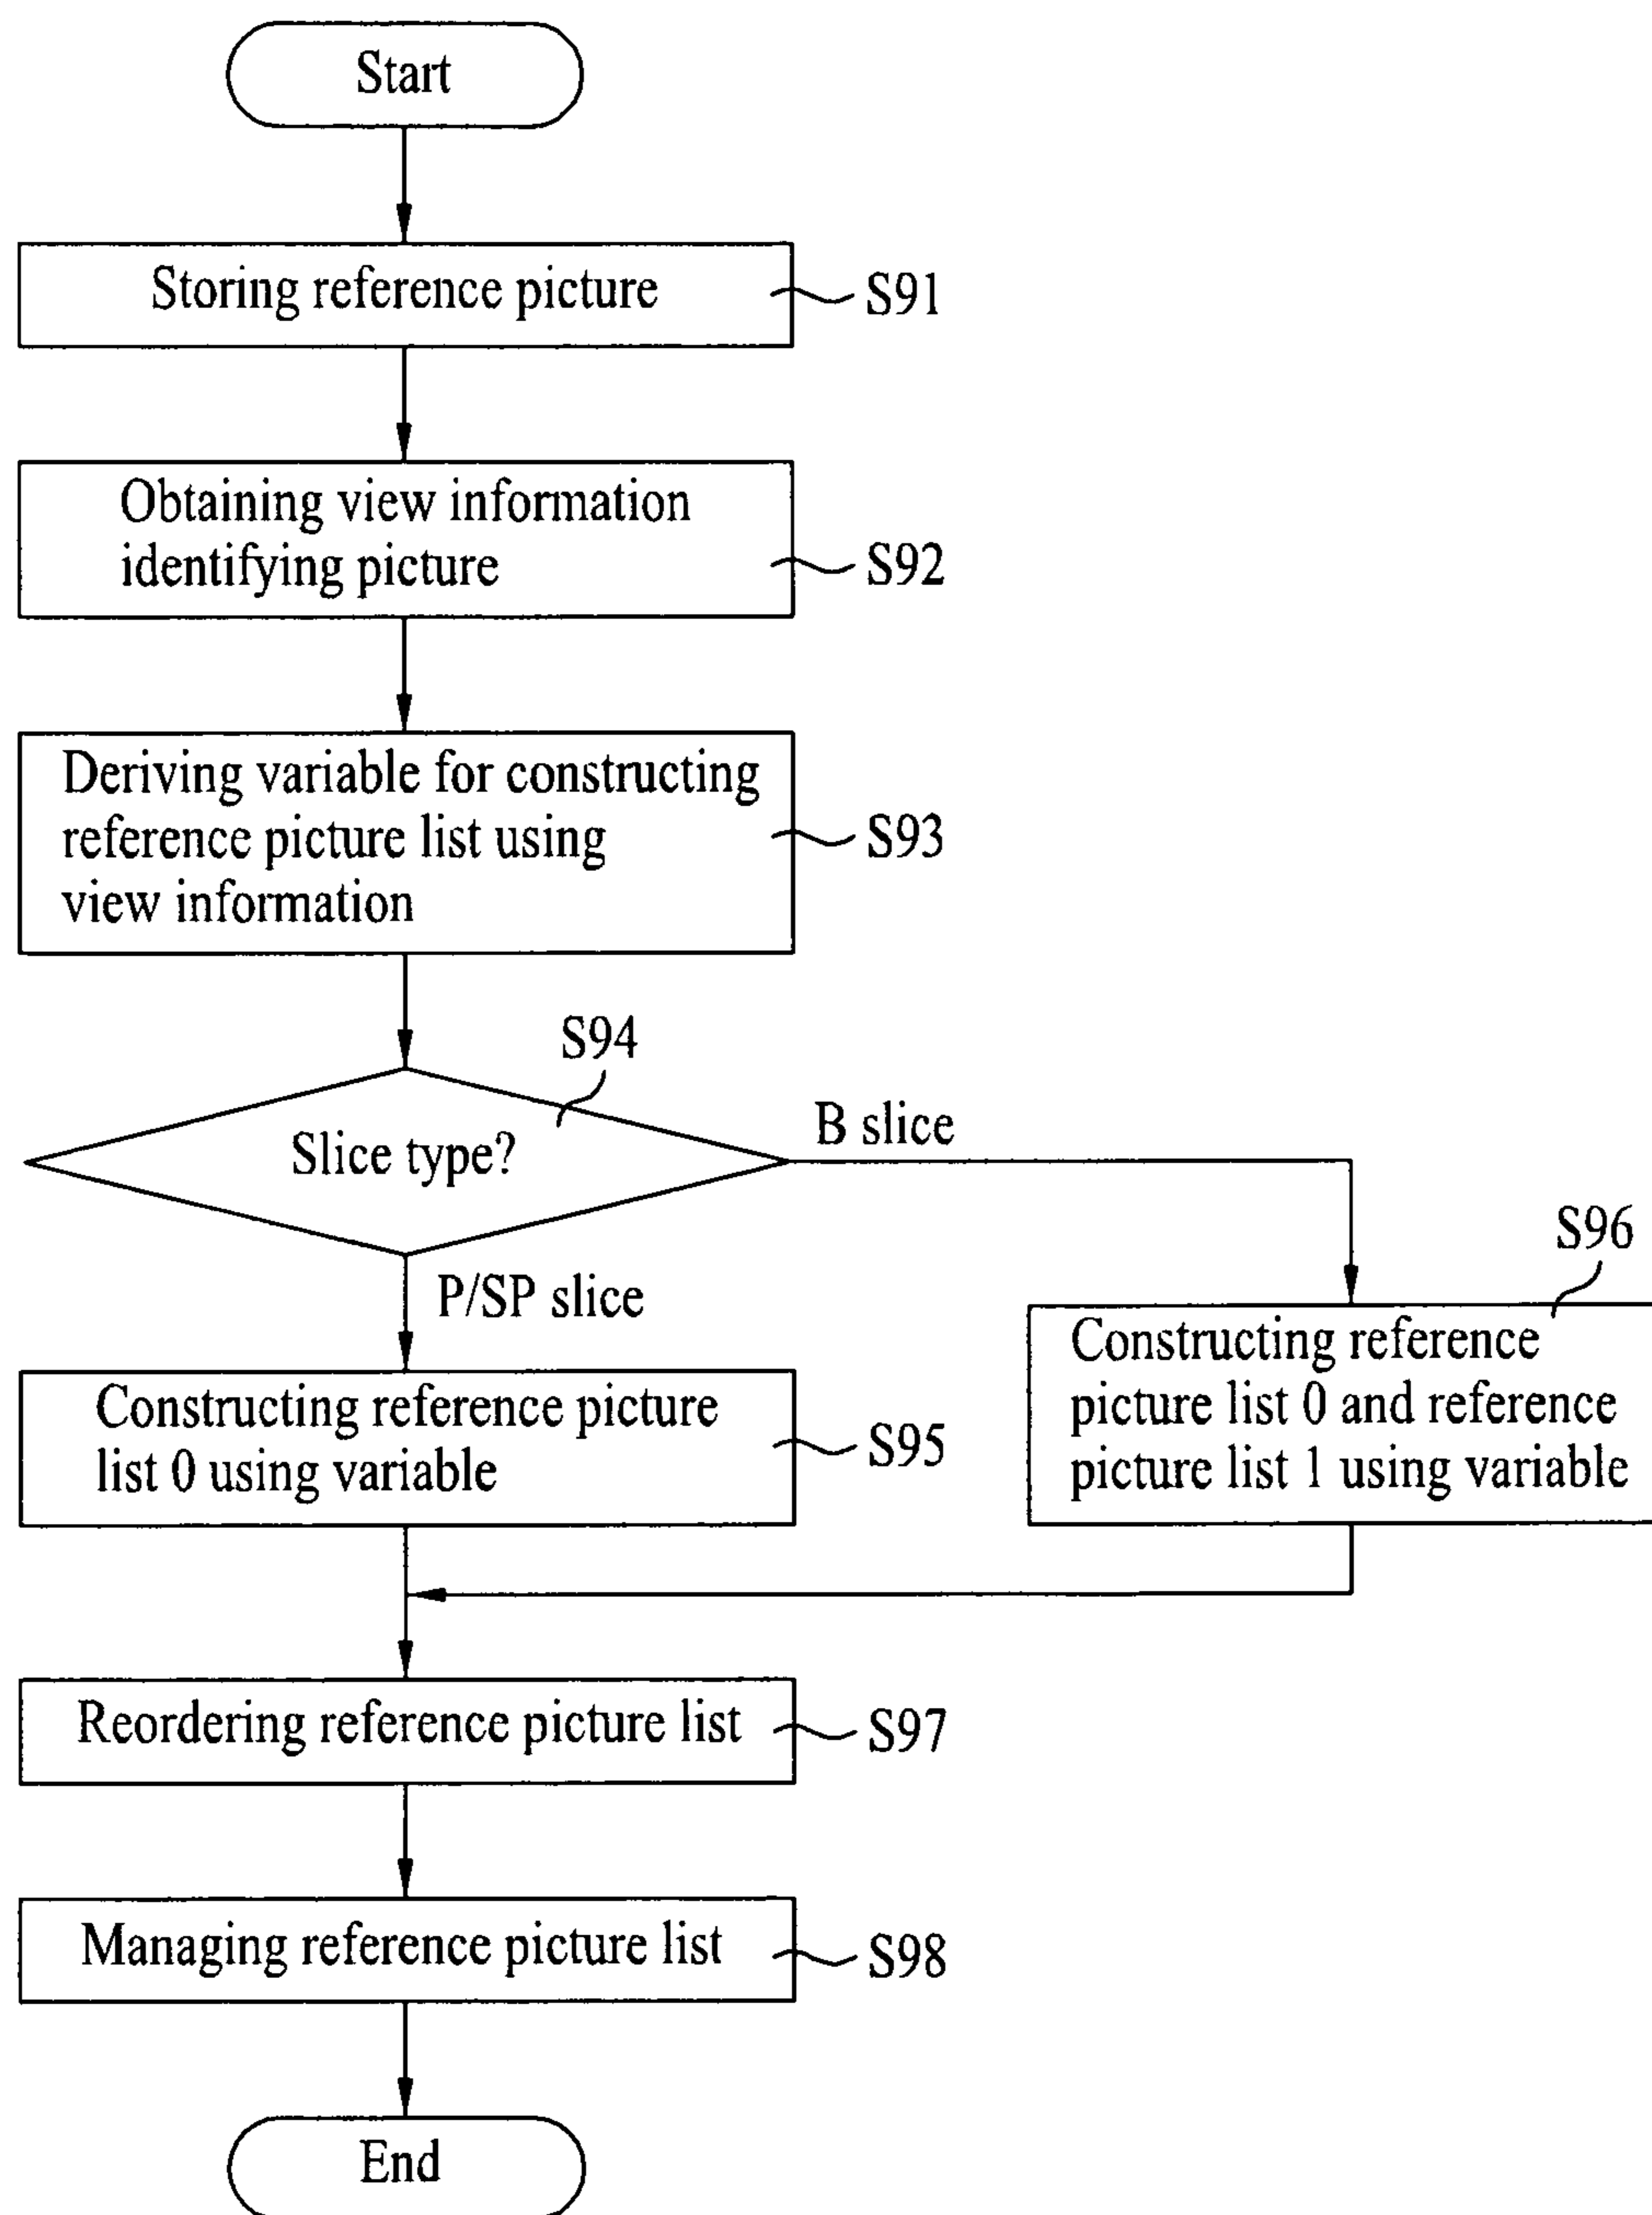 Start
Storing reference picture
S91
Obtaining view information
identifying picture
S92
Deriving variable for constructing
reference picture list using
view information
S93
S94
Slice type?
B slice
P/SP slice
S96
Constructing reference
picture list 0 and reference
picture list 1 using variable
Constructing reference picture
list 0 using variable
S95
Reordering reference picture list
S97
Managing reference picture list
S98
End